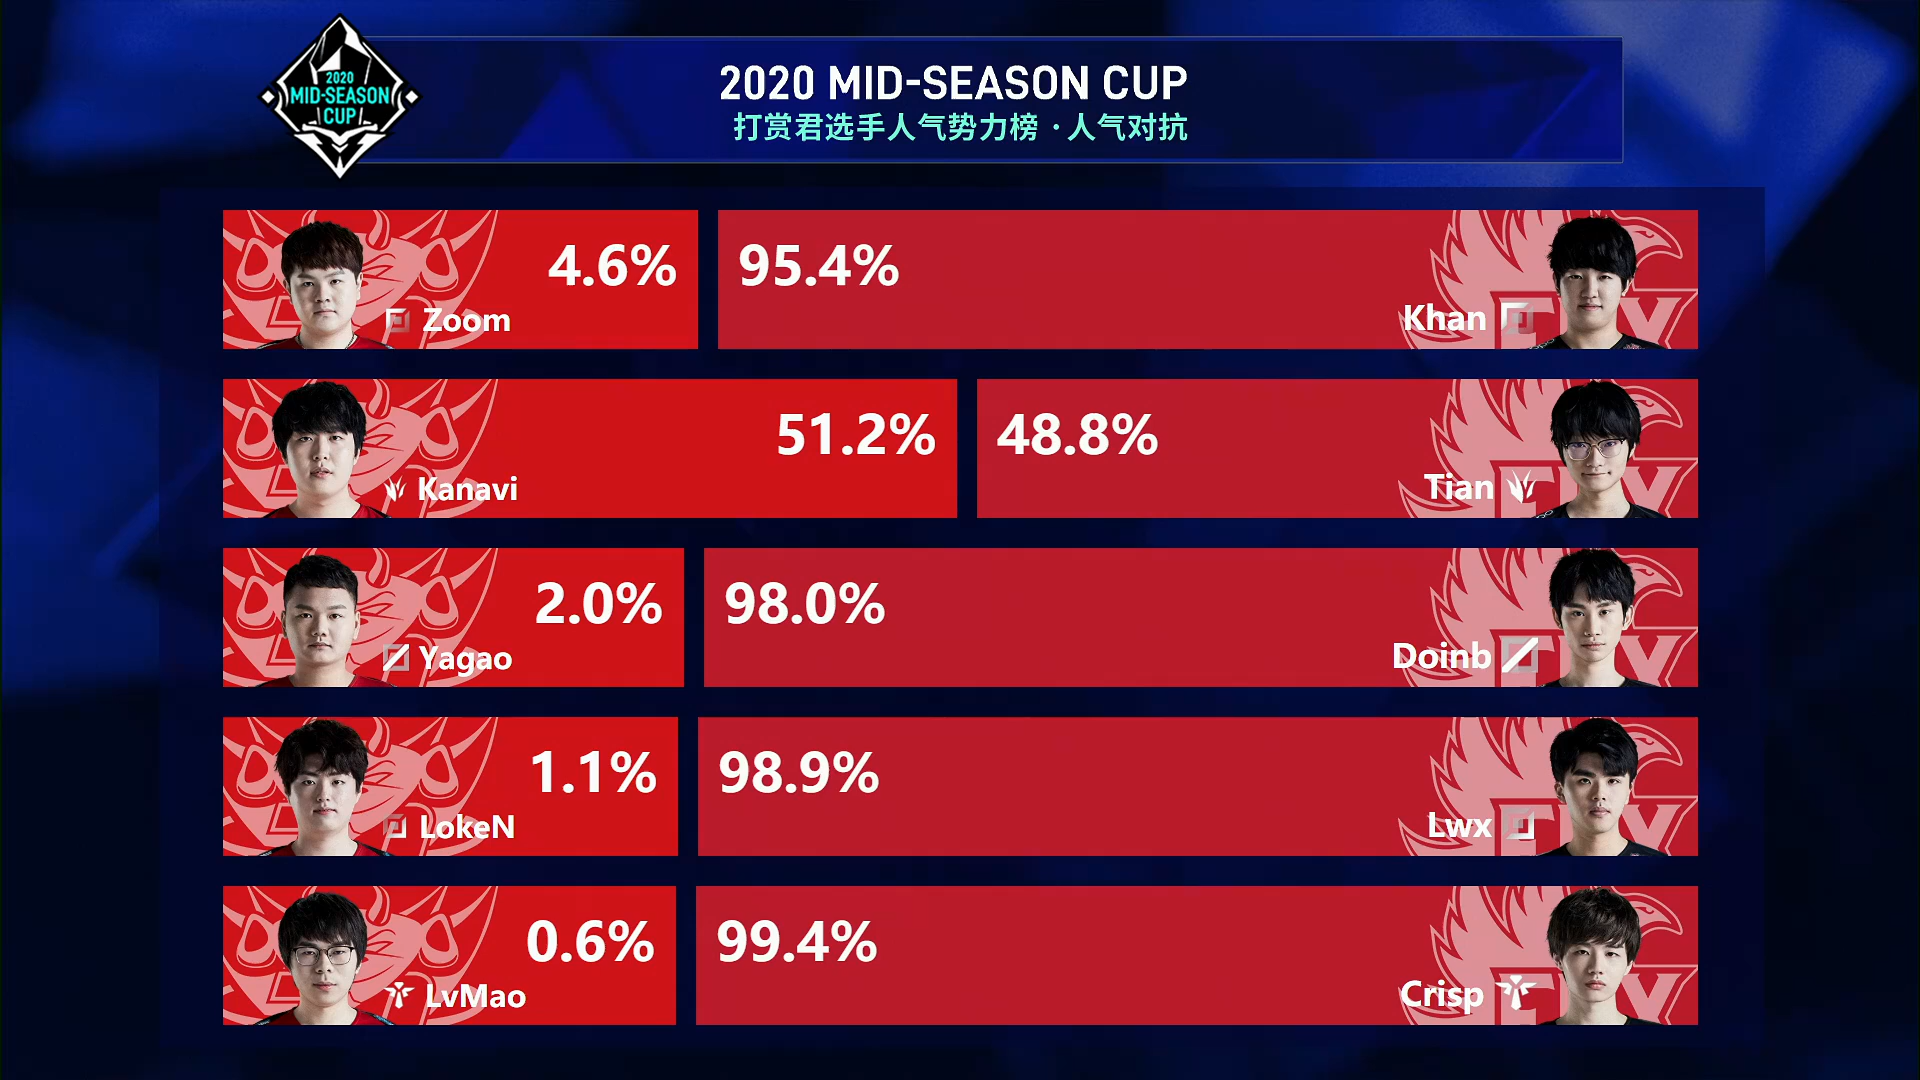 2020
MID-SEASON
CUP
2020 MID-SEASON CUP
打赏君选手人气势力榜·人气对抗
4.6% 95.4%
Zoom Khan
51.2% 48.8%
Kanavi Tian
2.0% 98.0%
Yagao Doinb
1.1% 98.9%
LokeN Lwx
0.6% 99.4%
LvMao Crisp